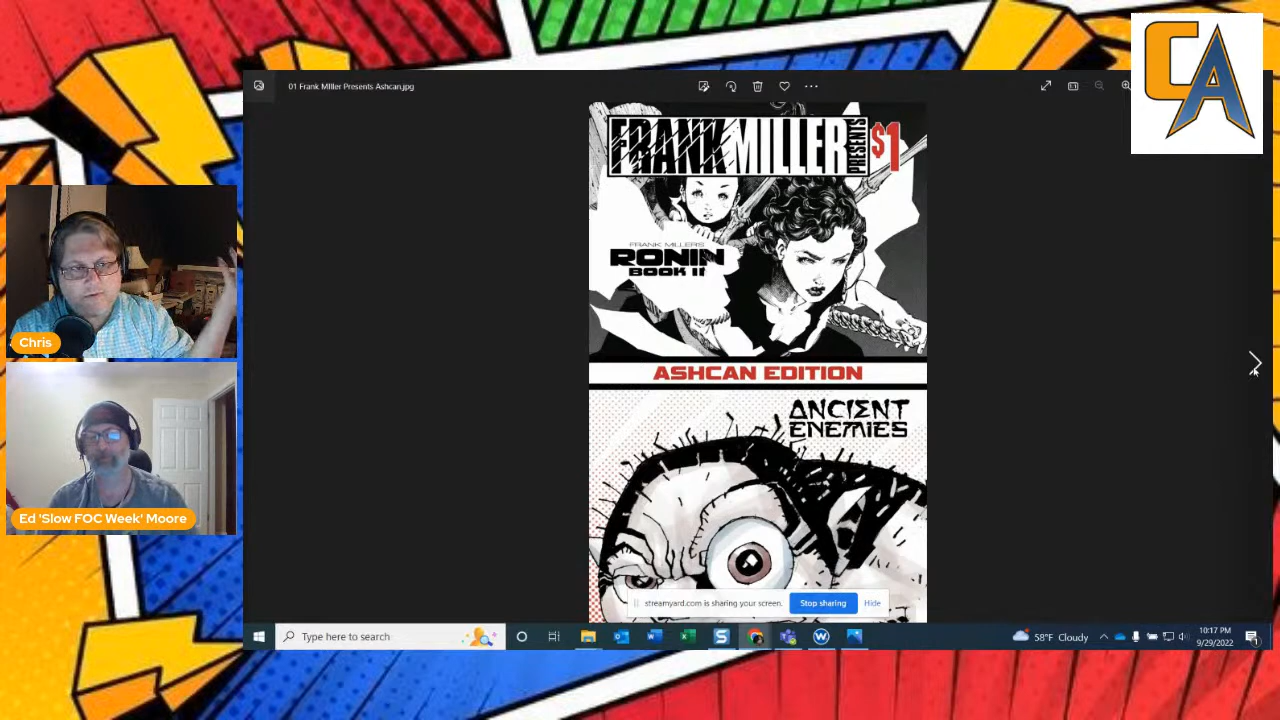 CA
01 Frank MIller Presents Ashcan.jpg
FRANK MILLER PRESENTS $1
FRANK MILLER'S
RONIN
BOOK II
ASHCAN EDITION
ANCIENT
ENEMIES
Chris
Ed 'Slow FOC Week' Moore
streamyard.com is sharing your screen. Stop sharing Hide
Type here to search
58°F Cloudy
10:17 PM
9/29/2022